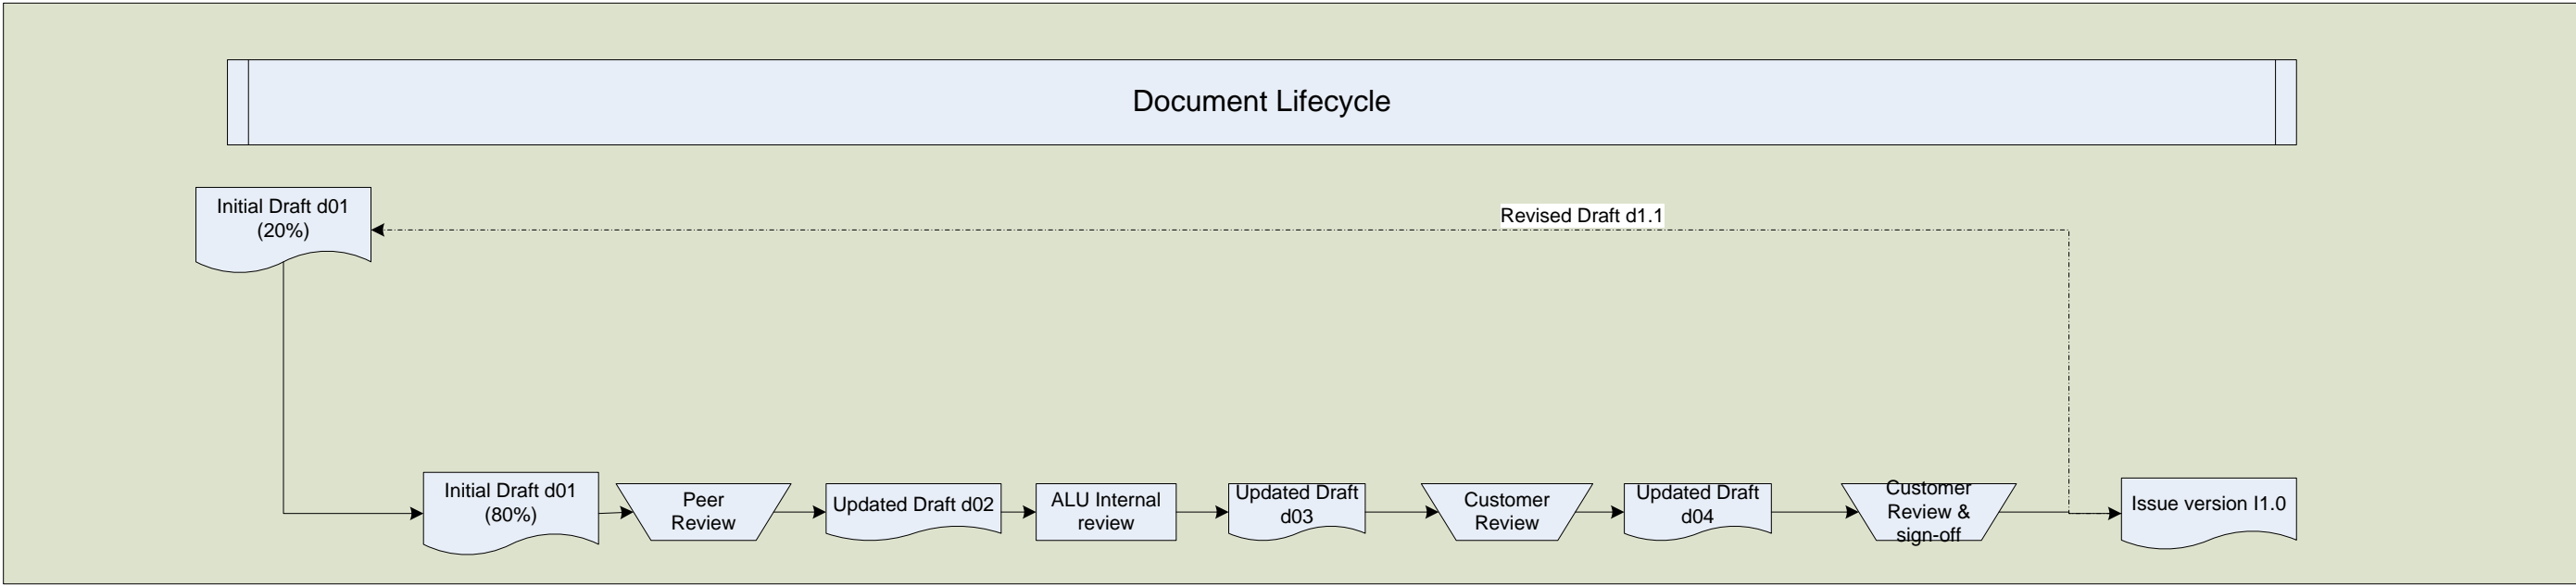 Document Lifecycle
Initial Draft d01
(20%)
Revised Draft d1.1
Initial Draft d01
(80%)
Peer
Review
Updated Draft d02
ALU Internal
review
Updated Draft
d03
Customer
Review
Updated Draft
d04
Customer
Review &
sign-off
Issue version I1.0